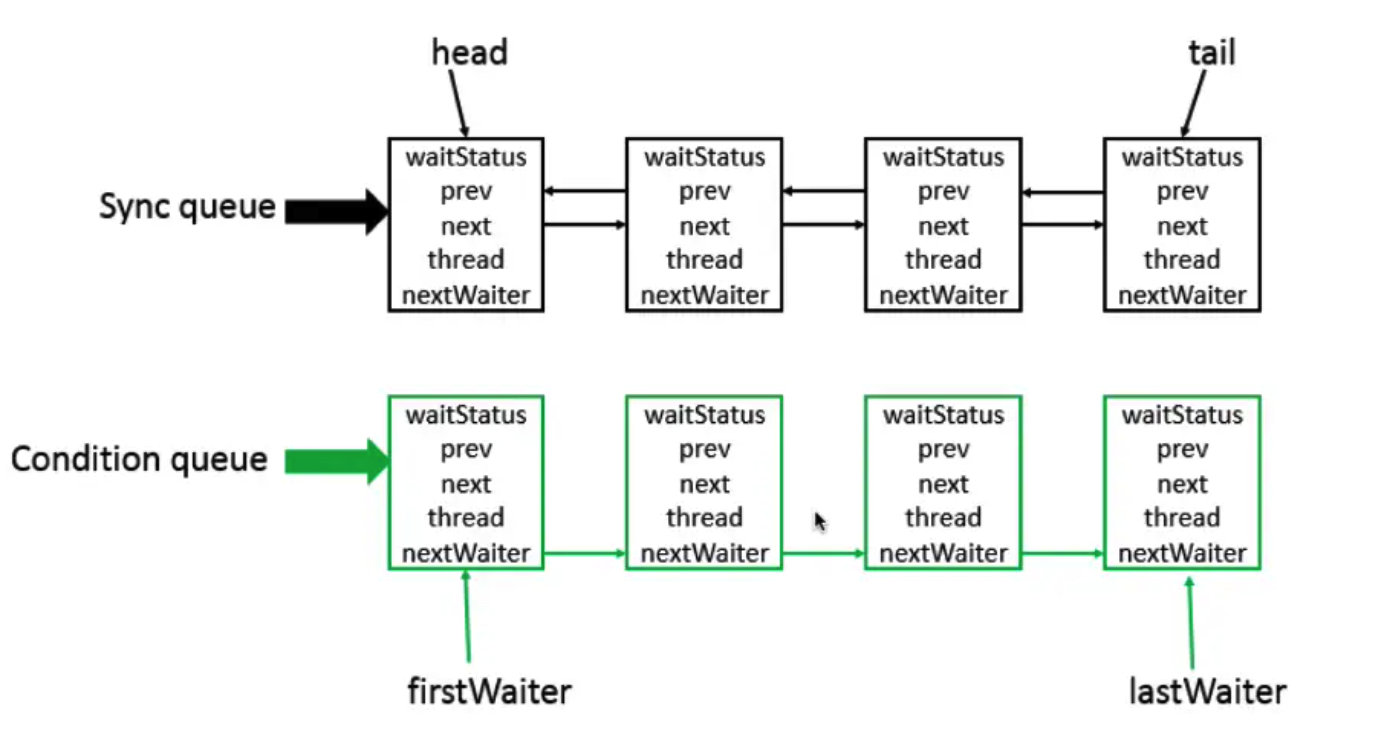 head
tail
Sync queue
waitStatus
prev
next
thread
nextWaiter
waitStatus
prev
next
thread
nextWaiter
waitStatus
prev
next
thread
nextWaiter
waitStatus
prev
next
thread
nextWaiter
Condition queue
waitStatus
prev
next
thread
nextWaiter
waitStatus
prev
next
thread
nextWaiter
waitStatus
prev
next
thread
nextWaiter
waitStatus
prev
next
thread
nextWaiter
firstWaiter
lastWaiter